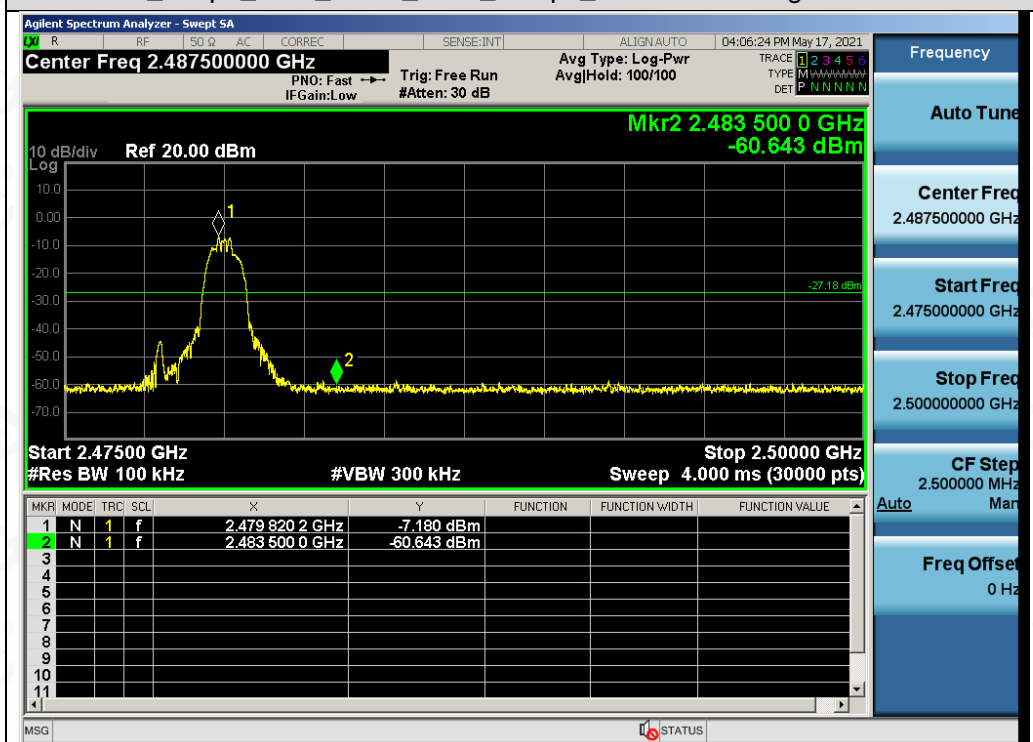 Agilent Spectrum Analyzer - Swept SA
LXI R RF 50 Ω AC CORREC SENSE:INT ALIGNAUTO 04:06:24 PM May 17, 2021
Center Freq 2.487500000 GHz
PNO: Fast
IFGain:Low
Trig: Free Run
#Atten: 30 dB
Avg Type: Log-Pwr
Avg|Hold: 100/100
TRACE 1 2 3 4 5 6
TYPE M
DET P N N N N N
Mkr2 2.483 500 0 GHz
-60.643 dBm
10 dB/div Ref 20.00 dBm
Log
10.0
0.00
-10.0
-20.0
-30.0
-40.0
-50.0
-60.0
-70.0
1
-27.18 dBm
2
Start 2.47500 GHz Stop 2.50000 GHz
#Res BW 100 kHz #VBW 300 kHz Sweep 4.000 ms (30000 pts)
MKR MODE TRC SCL X Y FUNCTION FUNCTION WIDTH FUNCTION VALUE
1 N 1 f 2.479 820 2 GHz -7.180 dBm
2 N 1 f 2.483 500 0 GHz -60.643 dBm
3
4
5
6
7
8
9
10
11
MSG STATUS
Frequency
Auto Tune
Center Freq
2.487500000 GHz
Start Freq
2.475000000 GHz
Stop Freq
2.500000000 GHz
CF Step
2.500000 MHz
Auto Man
Freq Offset
0 Hz